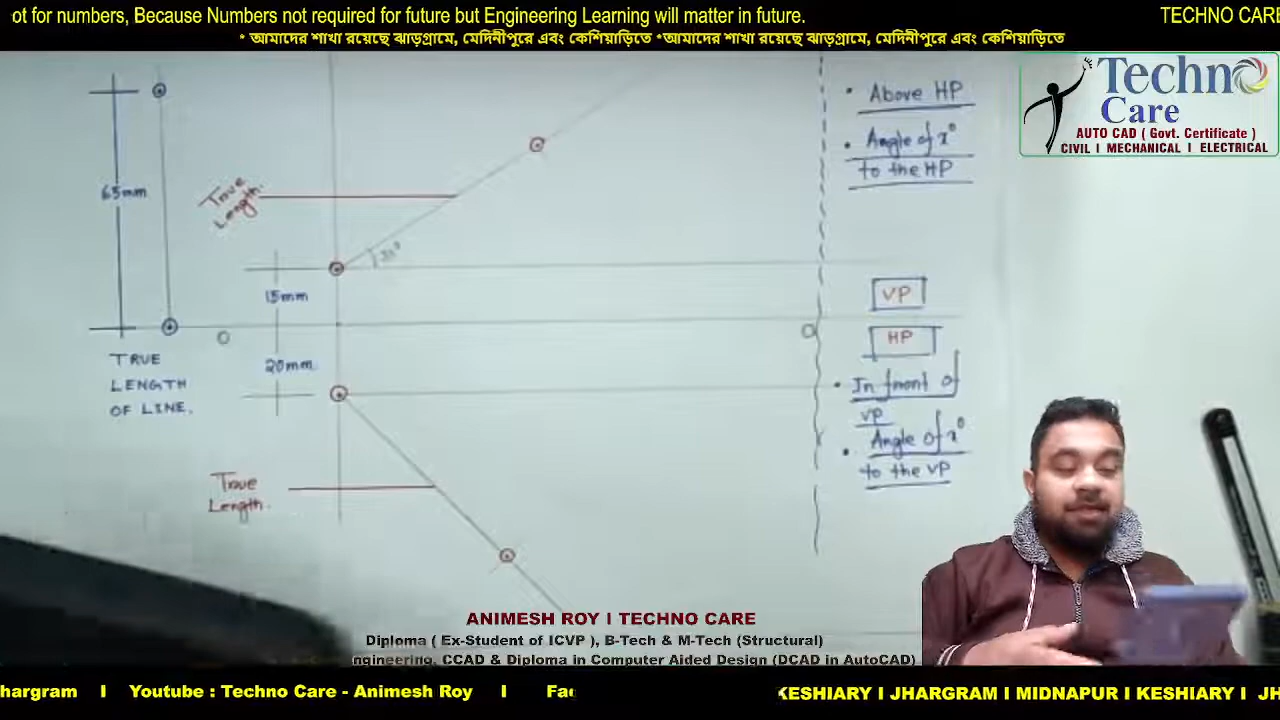 ot for numbers, Because Numbers not required for future but Engineering Learning will matter in future.
TECHNO CARE
* আমাদের শাখা রয়েছে ঝাড়গ্রামে, মেদিনীপুরে এবং কেশিয়াড়িতে *আমাদের শাখা রয়েছে ঝাড়গ্রামে, মেদিনীপুরে এবং কেশিয়াড়িতে
Techno
Care
AUTO CAD ( Govt. Certificate )
CIVIL I MECHANICAL I ELECTRICAL
• Above HP
• Angle of x°
to the HP
65mm
True
Length.
30°
15mm
VP
HP
O
O
20mm.
TRUE
LENGTH
OF LINE.
• In front of
VP
• Angle of x°
to the VP
True
Length.
ANIMESH ROY I TECHNO CARE
Diploma ( Ex-Student of ICVP ), B-Tech & M-Tech (Structural)
ngineering, CCAD & Diploma in Computer Aided Design (DCAD in AutoCAD)
hargram I Youtube : Techno Care - Animesh Roy I Fac
KESHIARY I JHARGRAM I MIDNAPUR I KESHIARY I JH